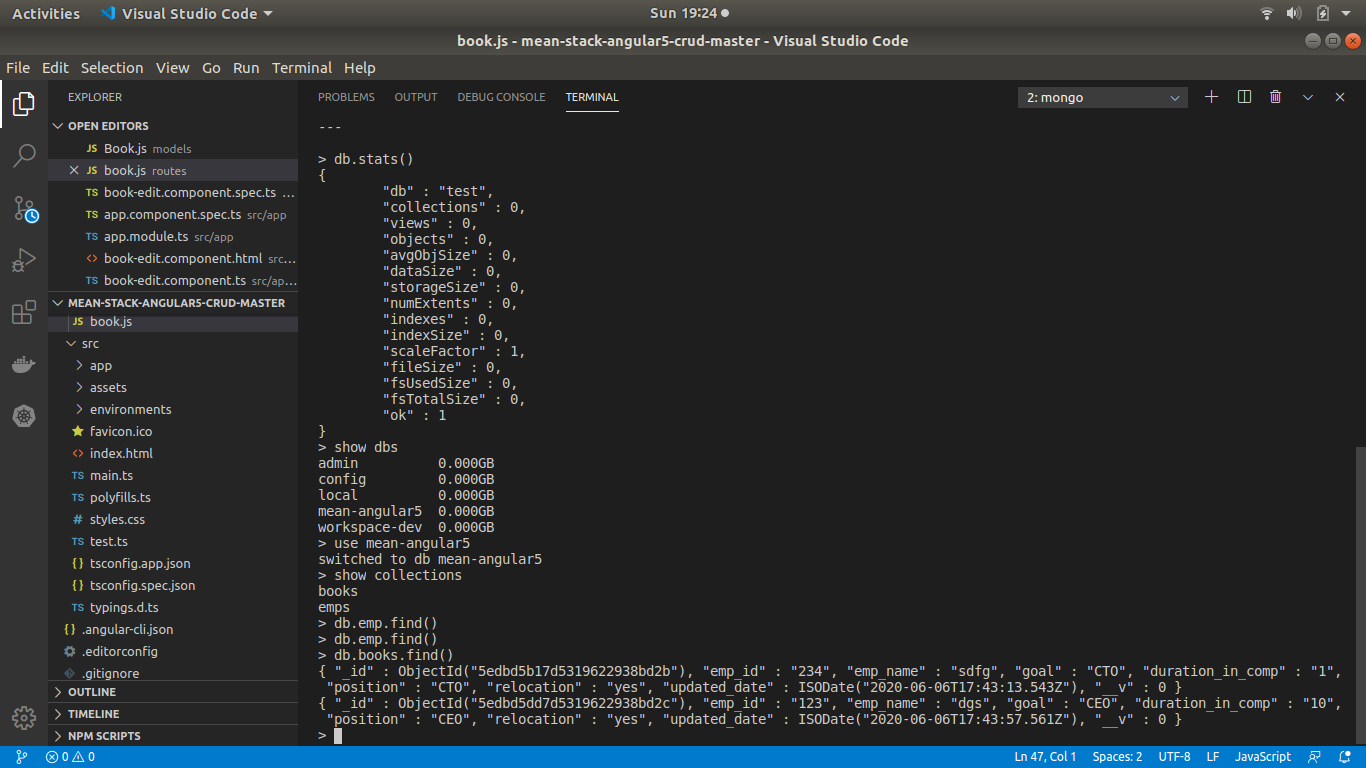 Activities Visual Studio Code Sun 19:24
book.js - mean-stack-angular5-crud-master - Visual Studio Code
File Edit Selection View Go Run Terminal Help
EXPLORER
OPEN EDITORS
JS Book.js models
JS book.js routes
TS book-edit.component.spec.ts ...
TS app.component.spec.ts src/app
TS app.module.ts src/app
<> book-edit.component.html src...
TS book-edit.component.ts src/ap...
MEAN-STACK-ANGULAR5-CRUD-MASTER
JS book.js
src
app
assets
environments
favicon.ico
<> index.html
TS main.ts
TS polyfills.ts
# styles.css
TS test.ts
{} tsconfig.app.json
{} tsconfig.spec.json
TS typings.d.ts
{} .angular-cli.json
.editorconfig
.gitignore
OUTLINE
TIMELINE
NPM SCRIPTS
PROBLEMS OUTPUT DEBUG CONSOLE TERMINAL 2: mongo
---
> db.stats()
{
"db" : "test",
"collections" : 0,
"views" : 0,
"objects" : 0,
"avgObjSize" : 0,
"dataSize" : 0,
"storageSize" : 0,
"numExtents" : 0,
"indexes" : 0,
"indexSize" : 0,
"scaleFactor" : 1,
"fileSize" : 0,
"fsUsedSize" : 0,
"fsTotalSize" : 0,
"ok" : 1
}
> show dbs
admin 0.000GB
config 0.000GB
local 0.000GB
mean-angular5 0.000GB
workspace-dev 0.000GB
> use mean-angular5
switched to db mean-angular5
> show collections
books
emps
> db.emp.find()
> db.emp.find()
> db.books.find()
{ "_id" : ObjectId("5edbd5b17d5319622938bd2b"), "emp_id" : "234", "emp_name" : "sdfg", "goal" : "CTO", "duration_in_comp" : "1",
"position" : "CTO", "relocation" : "yes", "updated_date" : ISODate("2020-06-06T17:43:13.543Z"), "__v" : 0 }
{ "_id" : ObjectId("5edbd5dd7d5319622938bd2c"), "emp_id" : "123", "emp_name" : "dgs", "goal" : "CEO", "duration_in_comp" : "10",
"position" : "CEO", "relocation" : "yes", "updated_date" : ISODate("2020-06-06T17:43:57.561Z"), "__v" : 0 }
>
0 0 Ln 47, Col 1 Spaces: 2 UTF-8 LF JavaScript